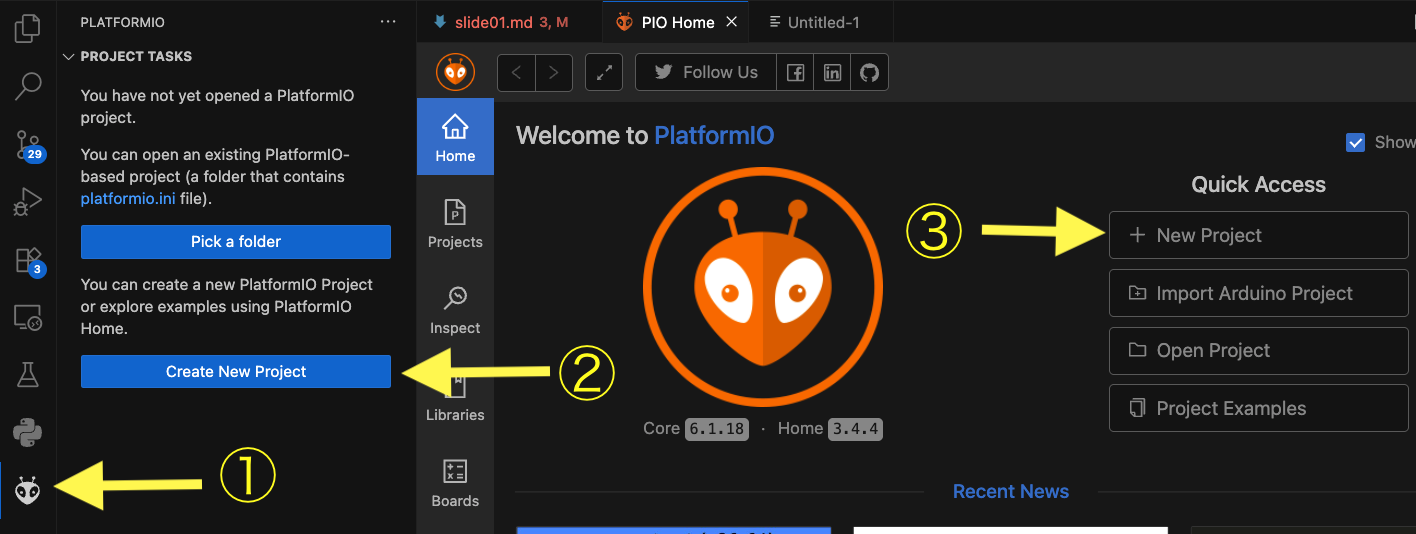 PLATFORMIO
PROJECT TASKS
You have not yet opened a PlatformIO
project.
You can open an existing PlatformIO-
based project (a folder that contains
platformio.ini file).
Pick a folder
You can create a new PlatformIO Project
or explore examples using PlatformIO
Home.
Create New Project
29
3
①
②
slide01.md 3, M
PIO Home
Untitled-1
Follow Us
Home
Projects
Inspect
Libraries
Boards
Welcome to PlatformIO
Show
Core 6.1.18 · Home 3.4.4
③
Quick Access
New Project
Import Arduino Project
Open Project
Project Examples
Recent News